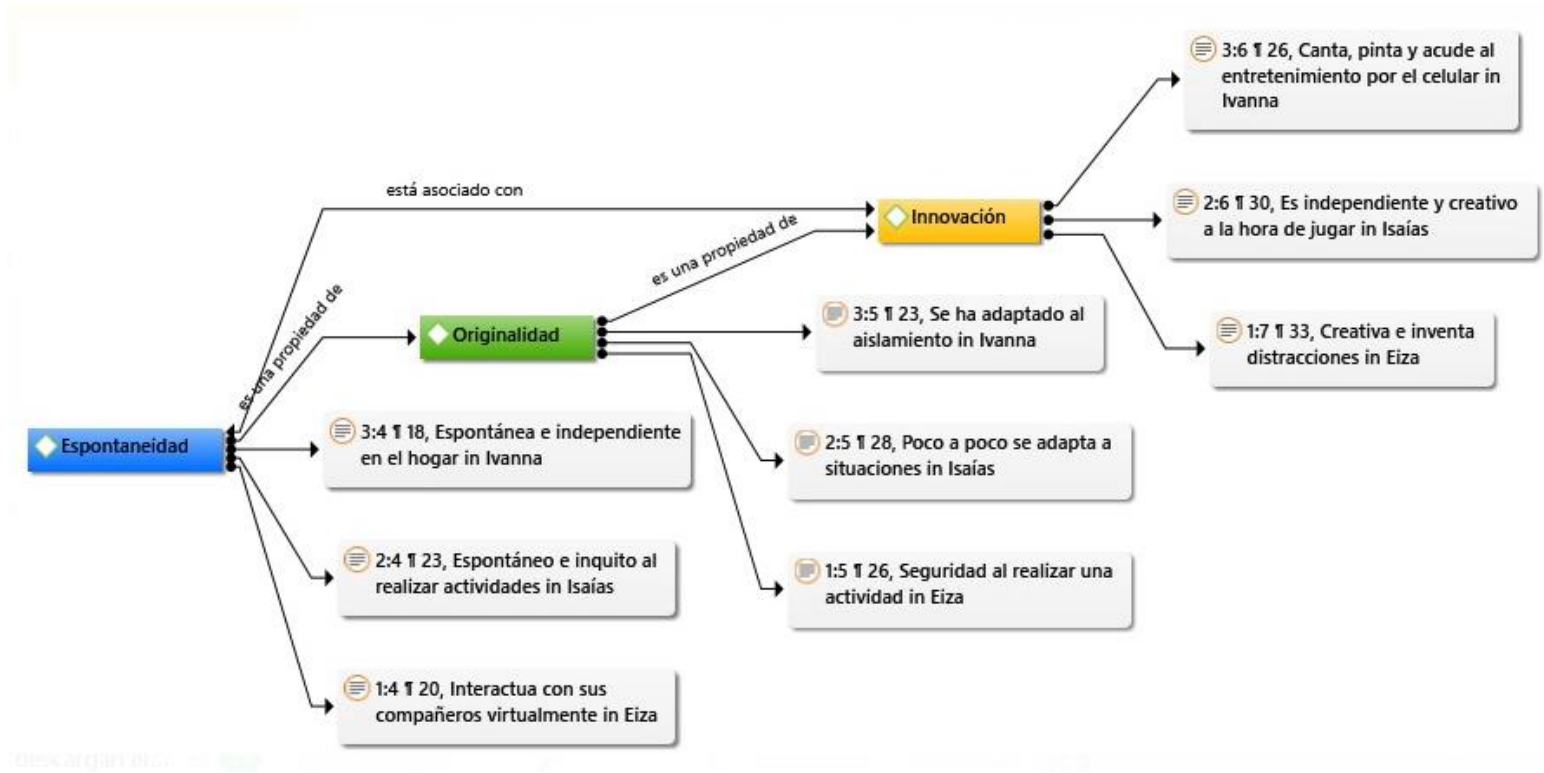 3:6 ¶ 26, Canta, pinta y acude al
entretenimiento por el celular in
Ivanna
está asociado con
Innovación
2:6 ¶ 30, Es independiente y creativo
a la hora de jugar in Isaías
es una propiedad de
3:5 ¶ 23, Se ha adaptado al
aislamiento in Ivanna
1:7 ¶ 33, Creativa e inventa
distracciones in Eiza
Originalidad
es una propiedad de
Espontaneidad
3:4 ¶ 18, Espontánea e independiente
en el hogar in Ivanna
2:5 ¶ 28, Poco a poco se adapta a
situaciones in Isaías
2:4 ¶ 23, Espontáneo e inquito al
realizar actividades in Isaías
1:5 ¶ 26, Seguridad al realizar una
actividad in Eiza
1:4 ¶ 20, Interactua con sus
compañeros virtualmente in Eiza